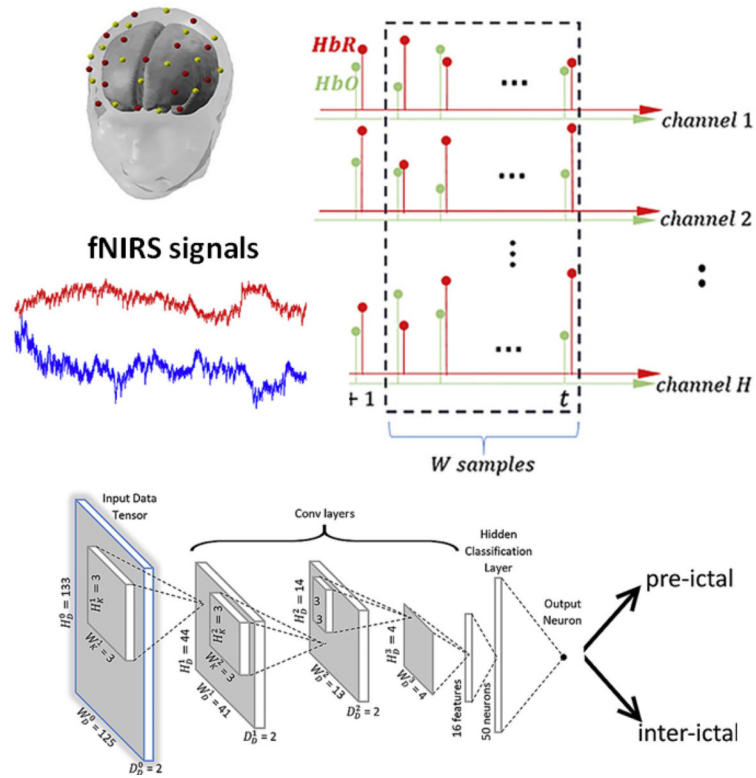 HbR
HbO
...
channel 1
...
channel 2
fNIRS signals
...
channel H
+ 1
t
W samples
Input Data
Tensor
Conv layers
Hidden
Classification
Layer
Output
Neuron
H_D^0 = 133
H_K^1 = 3
W_K^1 = 3
W_D^0 = 125
D_D^0 = 2
H_D^1 = 44
H_K^2 = 3
W_K^2 = 3
W_D^1 = 41
D_D^1 = 2
H_D^2 = 14
3
3
W_D^2 = 13
D_D^2 = 2
H_D^3 = 4
W_D^3 = 4
16 features
50 neurons
pre-ictal
inter-ictal